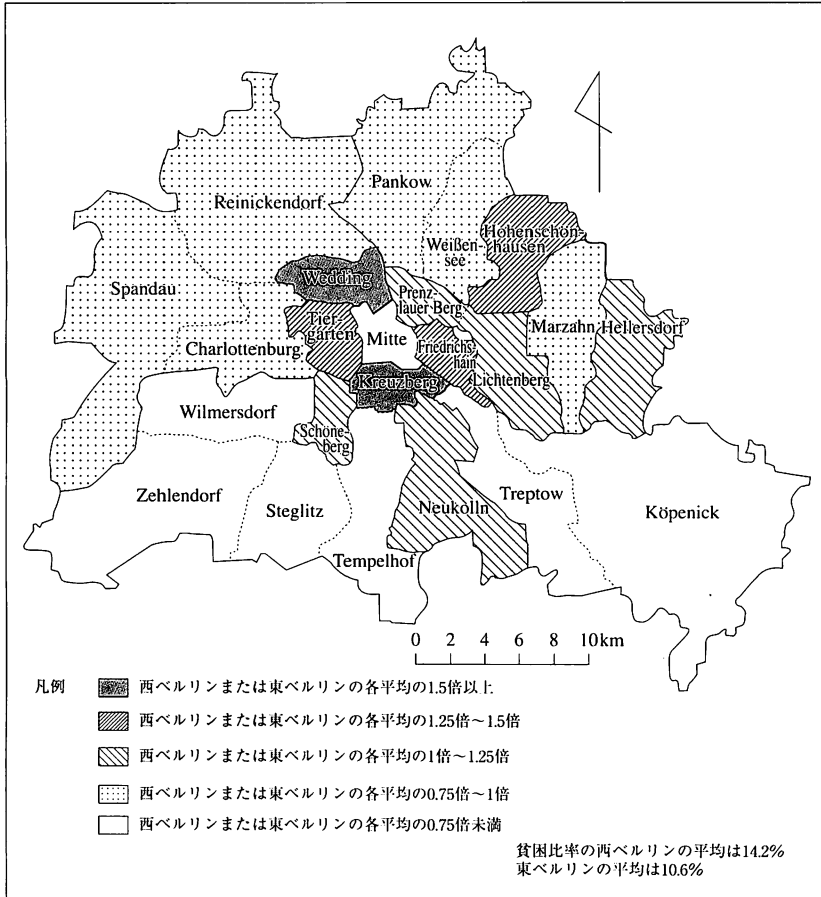 Reinickendorf
Pankow
Hohenschön-
hausen
Weißen-
see
Spandau
Wedding
Prenz-
lauer Berg
Tier-
garten
Mitte
Marzahn
Hellersdorf
Charlottenburg
Friedrichs-
hain
Lichtenberg
Kreuzberg
Wilmersdorf
Schöne-
berg
Zehlendorf
Steglitz
Neukölln
Treptow
Köpenick
Tempelhof
0 2 4 6 8 10km
凡例
西ベルリンまたは東ベルリンの各平均の1.5倍以上
西ベルリンまたは東ベルリンの各平均の1.25倍~1.5倍
西ベルリンまたは東ベルリンの各平均の1倍~1.25倍
西ベルリンまたは東ベルリンの各平均の0.75倍~1倍
西ベルリンまたは東ベルリンの各平均の0.75倍未満
貧困比率の西ベルリンの平均は14.2%
東ベルリンの平均は10.6%